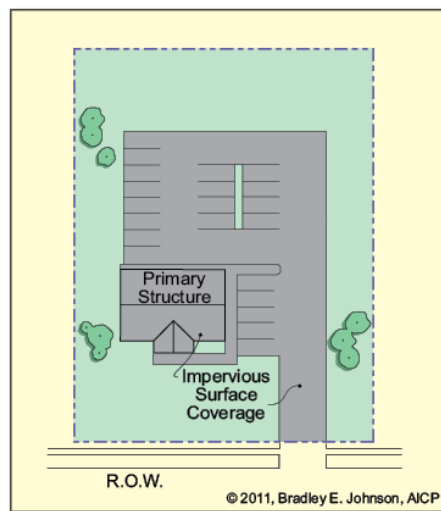 Primary
Structure
Impervious
Surface
Coverage
R.O.W.
© 2011, Bradley E. Johnson, AICP